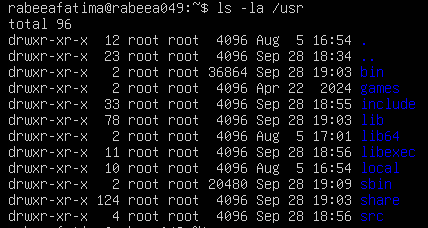 rabeeafatima@rabeea049:~$ ls -la /usr
total 96
drwxr-xr-x  12 root root  4096 Aug  5 16:54 .
drwxr-xr-x  23 root root  4096 Sep 28 18:34 ..
drwxr-xr-x   2 root root 36864 Sep 28 19:03 bin
drwxr-xr-x   2 root root  4096 Apr 22  2024 games
drwxr-xr-x  33 root root  4096 Sep 28 18:55 include
drwxr-xr-x  78 root root  4096 Sep 28 19:03 lib
drwxr-xr-x   2 root root  4096 Aug  5 17:01 lib64
drwxr-xr-x  11 root root  4096 Sep 28 18:56 libexec
drwxr-xr-x  10 root root  4096 Aug  5 16:54 local
drwxr-xr-x   2 root root 20480 Sep 28 19:09 sbin
drwxr-xr-x 124 root root  4096 Sep 28 19:03 share
drwxr-xr-x   4 root root  4096 Sep 28 18:56 src